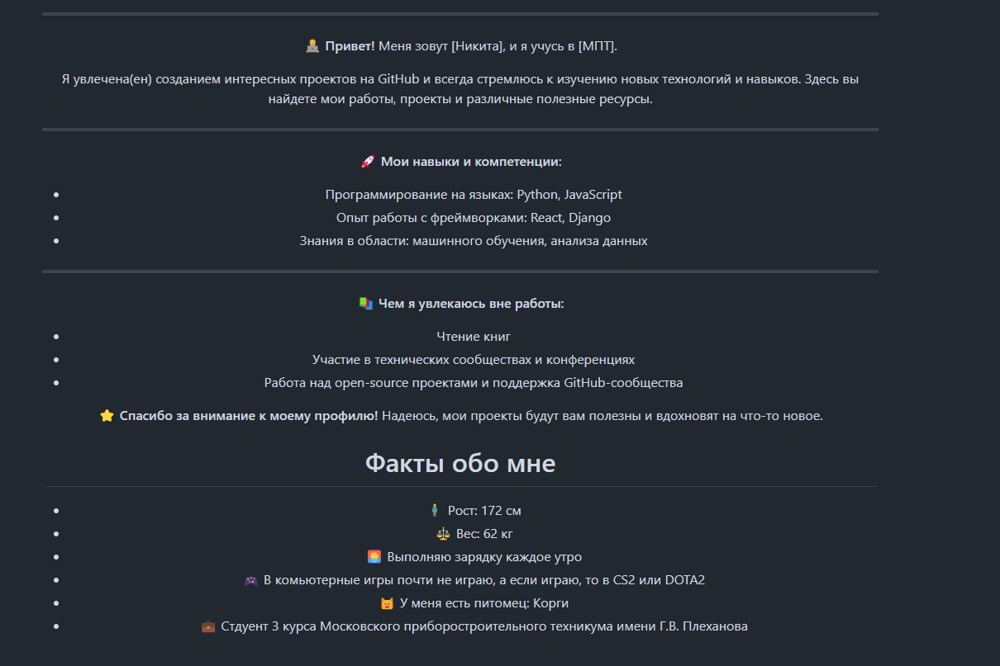 Привет! Меня зовут [Никита], и я учусь в [МПТ].
Я увлечена(ен) созданием интересных проектов на GitHub и всегда стремлюсь к изучению новых технологий и навыков. Здесь вы
найдете мои работы, проекты и различные полезные ресурсы.
Мои навыки и компетенции:
Программирование на языках: Python, JavaScript
Опыт работы с фреймворками: React, Django
Знания в области: машинного обучения, анализа данных
Чем я увлекаюсь вне работы:
Чтение книг
Участие в технических сообществах и конференциях
Работа над open-source проектами и поддержка GitHub-сообщества
Спасибо за внимание к моему профилю! Надеюсь, мои проекты будут вам полезны и вдохновят на что-то новое.
Факты обо мне
Рост: 172 см
Вес: 62 кг
Выполняю зарядку каждое утро
В комьютерные игры почти не играю, а если играю, то в CS2 или DOTA2
У меня есть питомец: Корги
Стдуент 3 курса Московского приборостроительного техникума имени Г.В. Плеханова